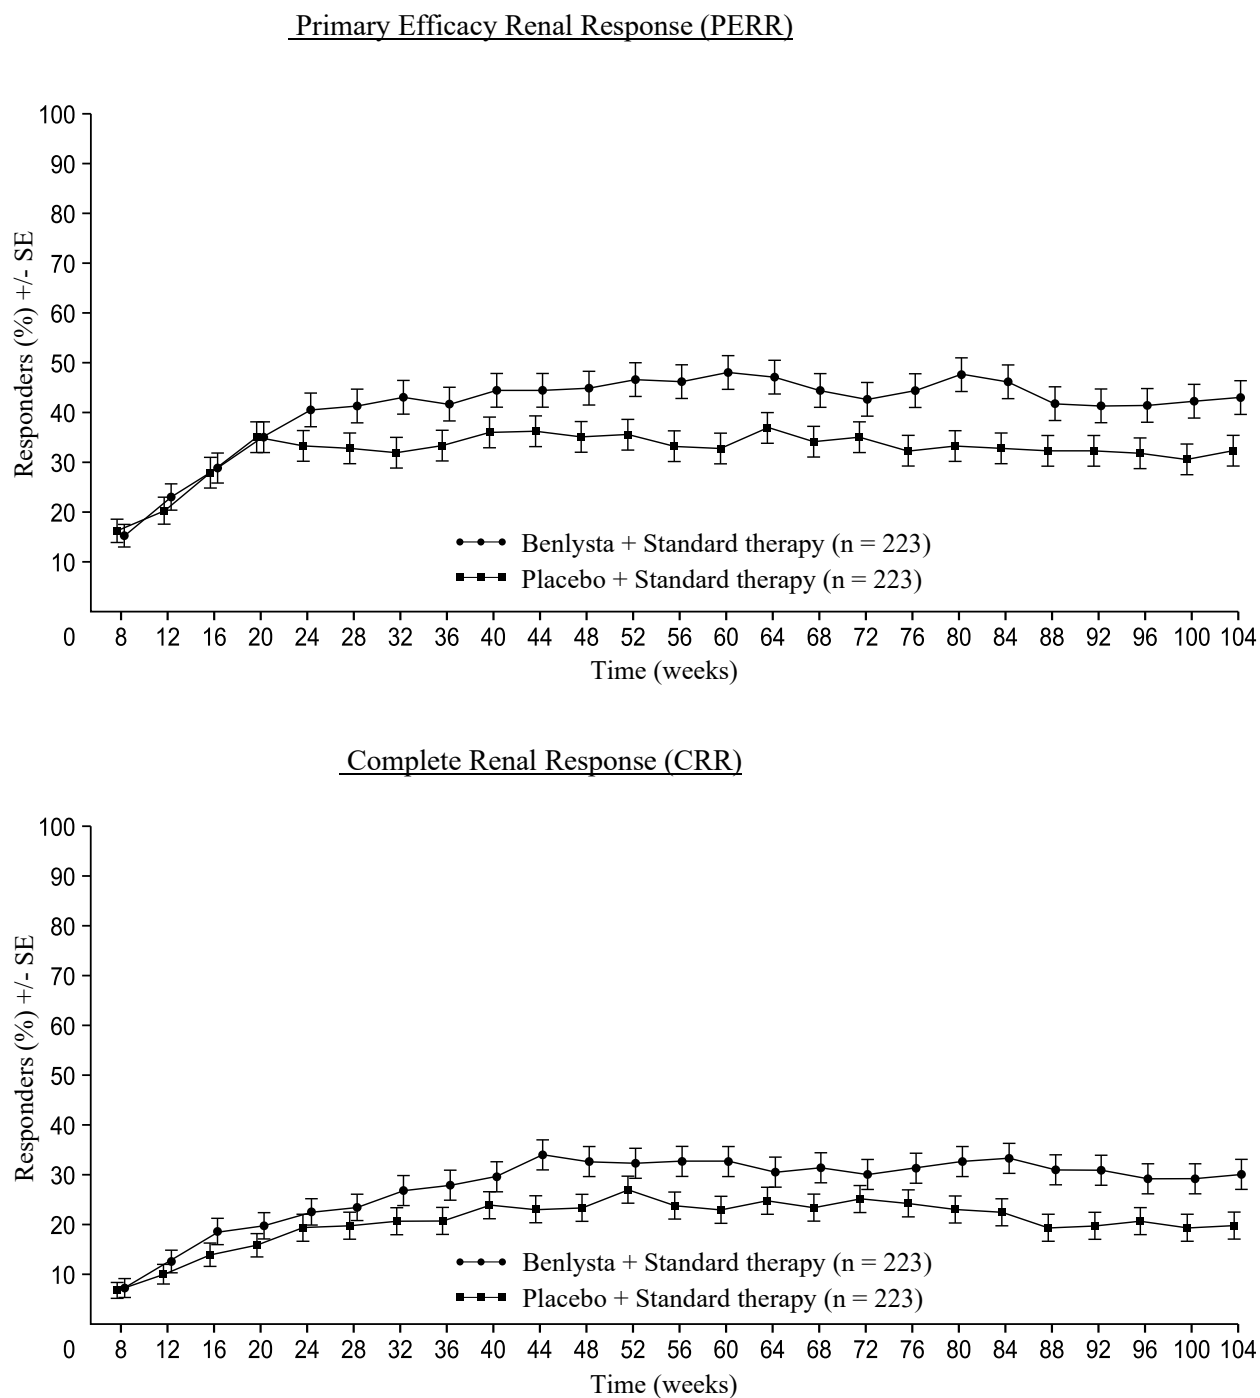 Primary Efficacy Renal Response (PERR)
100
90
80
70
60
50
40
30
20
10
0
Responders (%) +/- SE
Benlysta + Standard therapy (n = 223)
Placebo + Standard therapy (n = 223)
8 12 16 20 24 28 32 36 40 44 48 52 56 60 64 68 72 76 80 84 88 92 96 100 104
Time (weeks)
Complete Renal Response (CRR)
100
90
80
70
60
50
40
30
20
10
0
Responders (%) +/- SE
Benlysta + Standard therapy (n = 223)
Placebo + Standard therapy (n = 223)
8 12 16 20 24 28 32 36 40 44 48 52 56 60 64 68 72 76 80 84 88 92 96 100 104
Time (weeks)